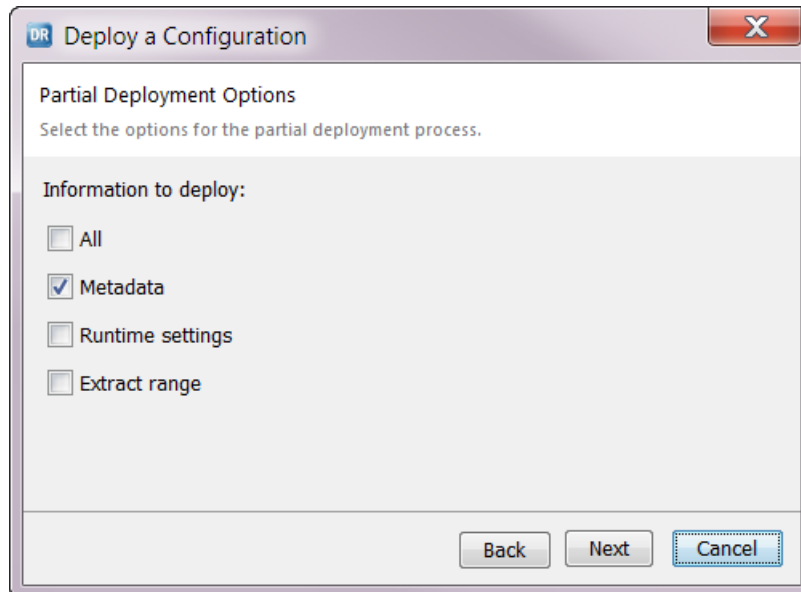 DR Deploy a Configuration
Partial Deployment Options
Select the options for the partial deployment process.
Information to deploy:
All
Metadata
Runtime settings
Extract range
Back Next Cancel